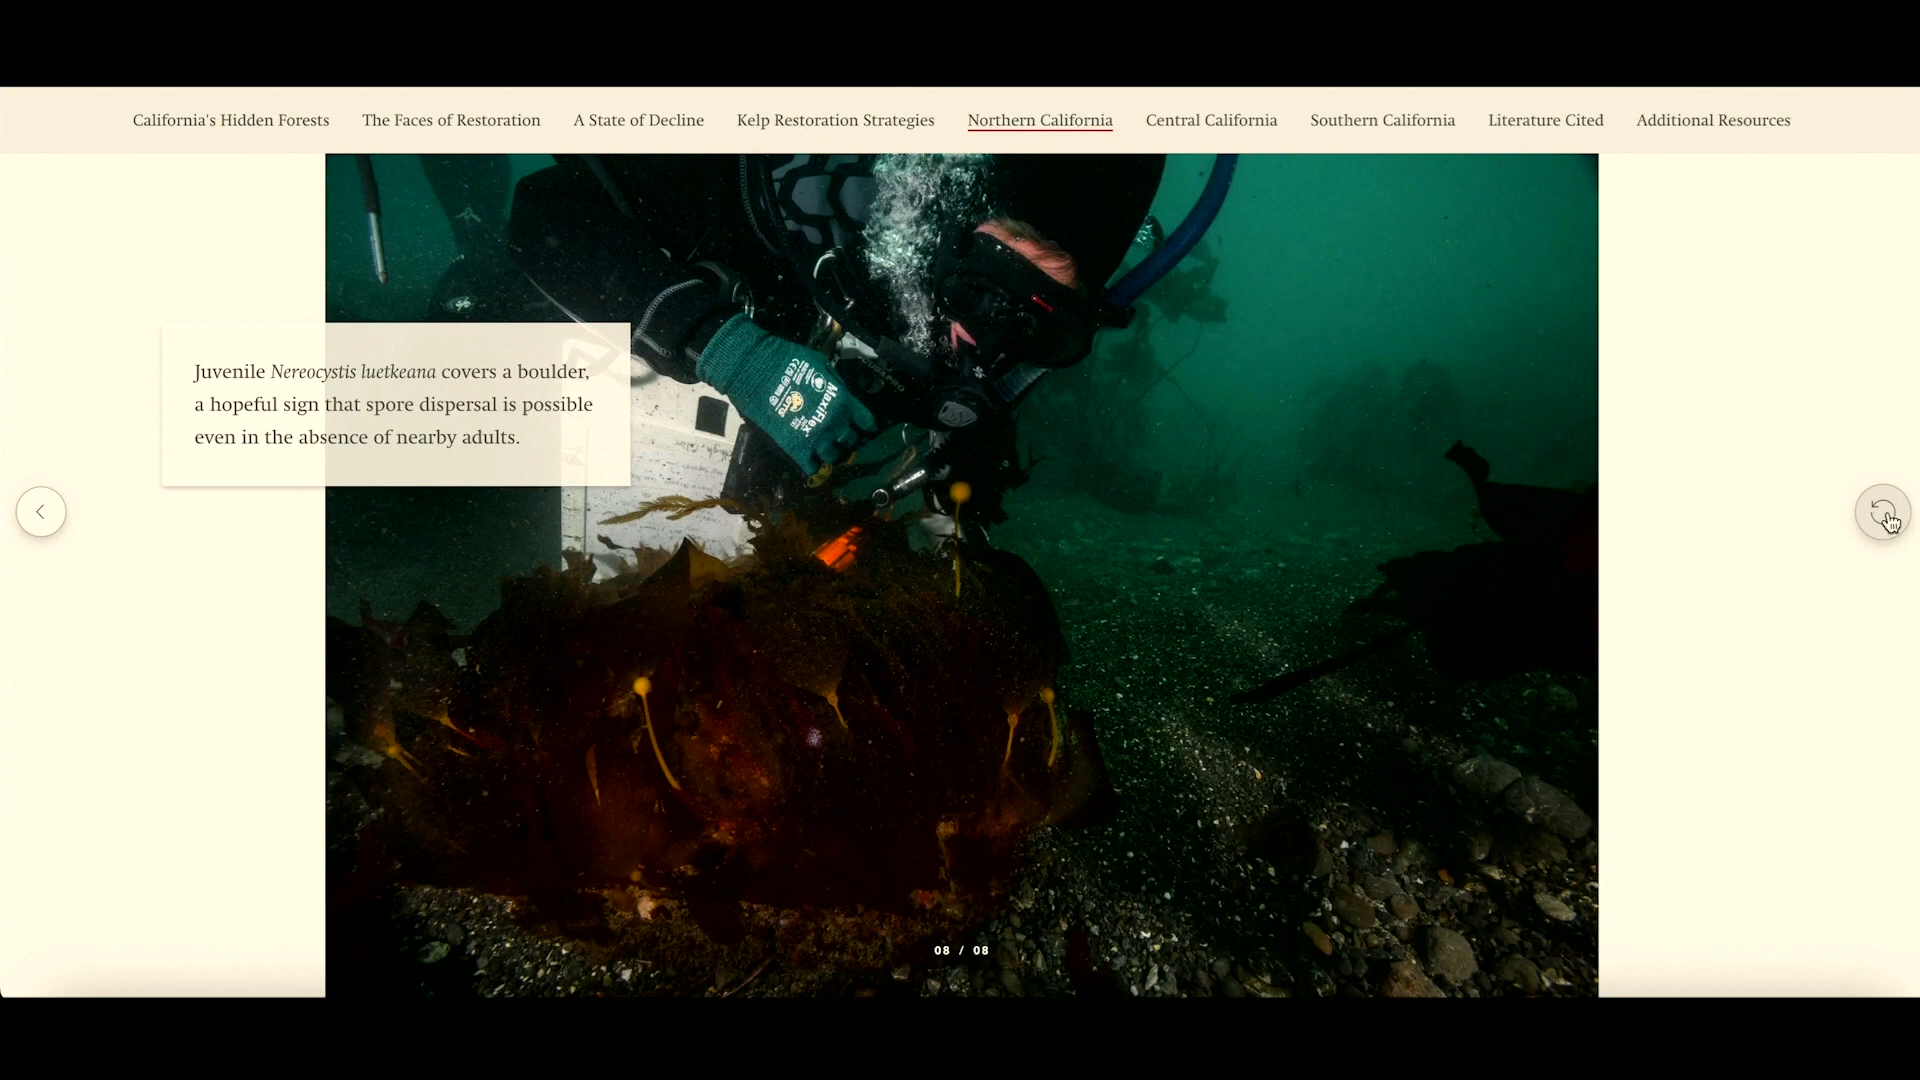 California's Hidden Forests The Faces of Restoration A State of Decline Kelp Restoration Strategies Northern California Central California Southern California Literature Cited Additional Resources
Juvenile Nereocystis luetkeana covers a boulder,
a hopeful sign that spore dispersal is possible
even in the absence of nearby adults.
MaxiFlex
08 / 08